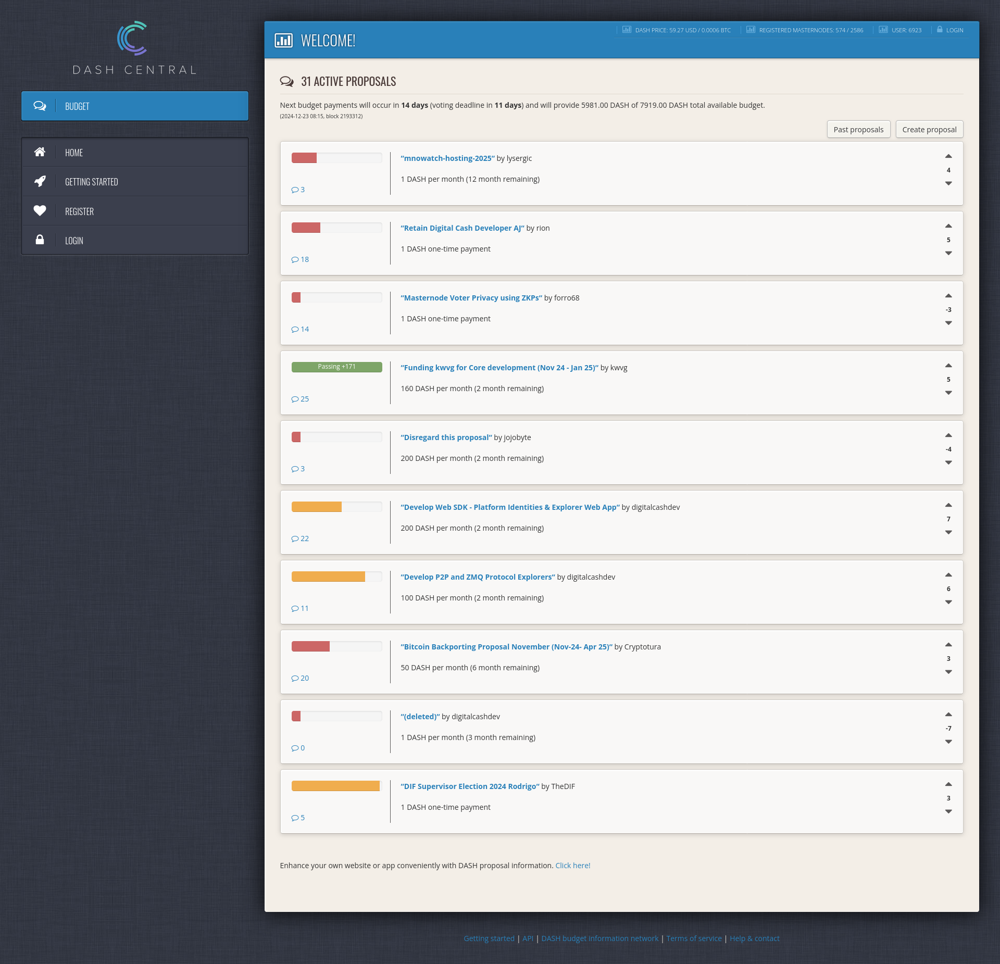 DASH CENTRAL
BUDGET
HOME
GETTING STARTED
REGISTER
LOGIN
WELCOME!
DASH PRICE: 59.27 USD / 0.0006 BTC
REGISTERED MASTERNODES: 574 / 2586
USER: 6923
LOGIN
31 ACTIVE PROPOSALS
Next budget payments will occur in 14 days (voting deadline in 11 days) and will provide 5981.00 DASH of 7919.00 DASH total available budget.
(2024-12-23 08:15, block 2193312)
Past proposals
Create proposal
“mnowatch-hosting-2025“ by lysergic
1 DASH per month (12 month remaining)
3
4
“Retain Digital Cash Developer AJ“ by rion
1 DASH one-time payment
18
5
“Masternode Voter Privacy using ZKPs“ by forro68
1 DASH one-time payment
14
-3
Passing +171
“Funding kwvg for Core development (Nov 24 - Jan 25)“ by kwvg
160 DASH per month (2 month remaining)
25
5
“Disregard this proposal“ by jojobyte
200 DASH per month (2 month remaining)
3
-4
“Develop Web SDK - Platform Identities & Explorer Web App“ by digitalcashdev
200 DASH per month (2 month remaining)
22
7
“Develop P2P and ZMQ Protocol Explorers“ by digitalcashdev
100 DASH per month (2 month remaining)
11
6
“Bitcoin Backporting Proposal November (Nov-24- Apr 25)“ by Cryptotura
50 DASH per month (6 month remaining)
20
3
“(deleted)“ by digitalcashdev
1 DASH per month (3 month remaining)
0
-7
“DIF Supervisor Election 2024 Rodrigo“ by TheDIF
1 DASH one-time payment
5
3
Enhance your own website or app conveniently with DASH proposal information. Click here!
Getting started | API | DASH budget information network | Terms of service | Help & contact